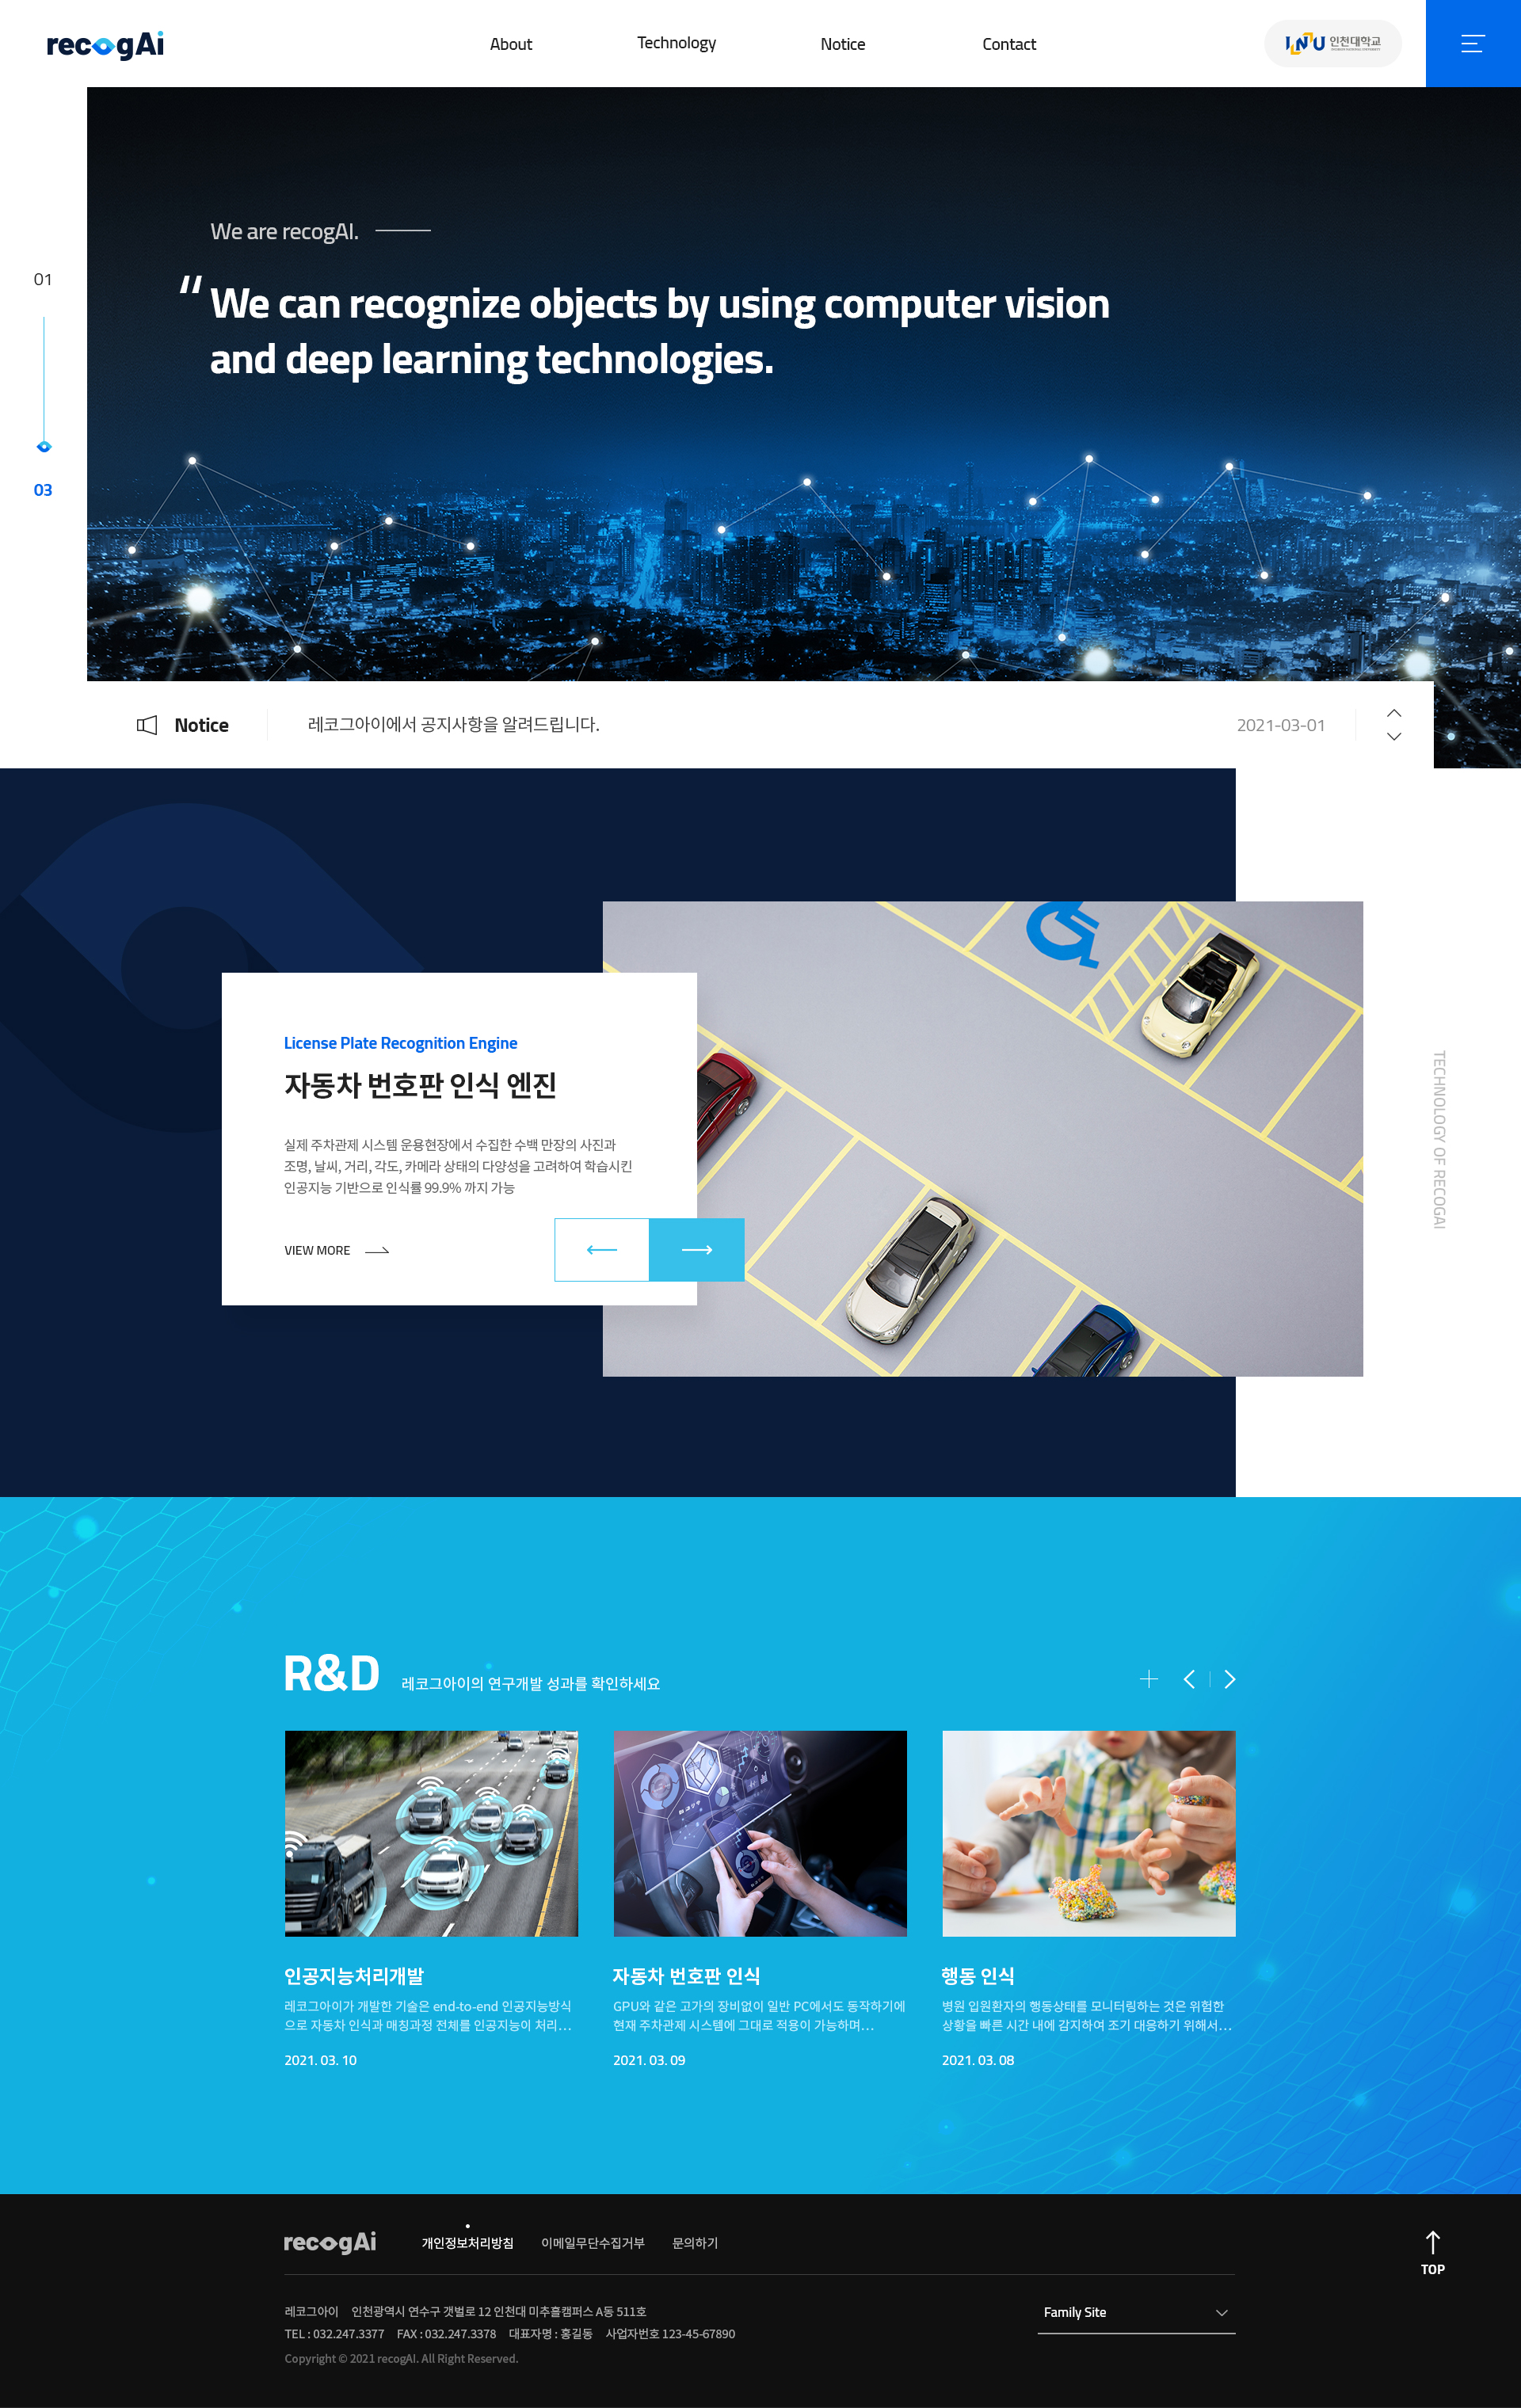 recogAi
About
Technology
Notice
Contact
INU 인천대학교
We are recogAI.
01
03
“ We can recognize objects by using computer vision
and deep learning technologies.
Notice
레코그아이에서 공지사항을 알려드립니다.
2021-03-01
License Plate Recognition Engine
자동차 번호판 인식 엔진
실제 주차관제 시스템 운용현장에서 수집한 수백 만장의 사진과
조명, 날씨, 거리, 각도, 카메라 상태의 다양성을 고려하여 학습시킨
인공지능 기반으로 인식률 99.9% 까지 가능
VIEW MORE
TECHNOLOGY OF RECOGAI
R&D
레코그아이의 연구개발 성과를 확인하세요
인공지능처리개발
레코그아이가 개발한 기술은 end-to-end 인공지능방식
으로 자동차 인식과 매칭과정 전체를 인공지능이 처리…
2021. 03. 10
자동차 번호판 인식
GPU와 같은 고가의 장비없이 일반 PC에서도 동작하기에
현재 주차관제 시스템에 그대로 적용이 가능하며…
2021. 03. 09
행동 인식
병원 입원환자의 행동상태를 모니터링하는 것은 위험한
상황을 빠른 시간 내에 감지하여 조기 대응하기 위해서…
2021. 03. 08
recogAi
개인정보처리방침
이메일무단수집거부
문의하기
TOP
레코그아이 인천광역시 연수구 갯벌로 12 인천대 미추홀캠퍼스 A동 511호
TEL : 032.247.3377 FAX : 032.247.3378 대표자명 : 홍길동 사업자번호 123-45-67890
Copyright © 2021 recogAI. All Right Reserved.
Family Site